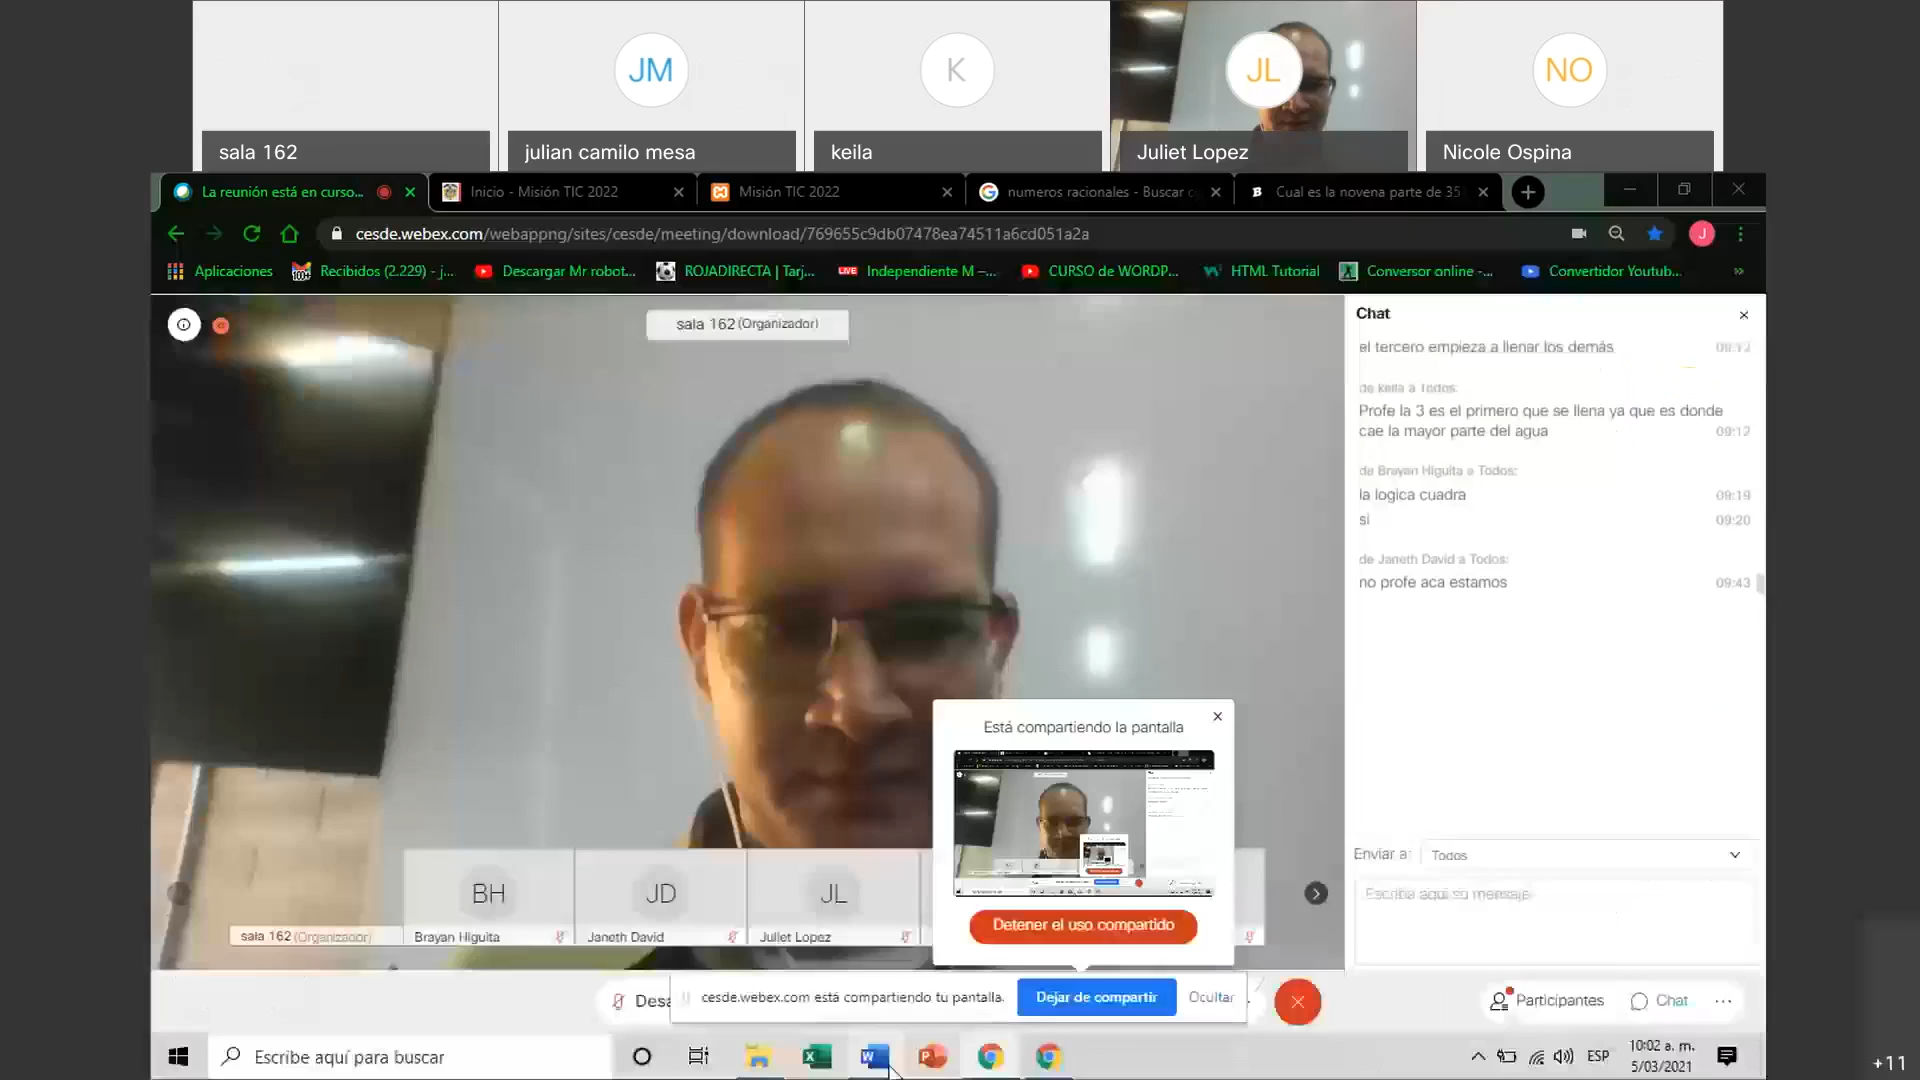 JM
K
JL
NO
sala 162
julian camilo mesa
keila
Juliet Lopez
Nicole Ospina
La reunión está en curso...
Inicio - Misión TIC 2022
Misión TIC 2022
numeros racionales - Buscar c
Cual es la novena parte de 35
cesde.webex.com/webappng/sites/cesde/meeting/download/769655c9db07478ea74511a6cd051a2a
J
Aplicaciones
Recibidos (2.229) - j...
Descargar Mr robot...
ROJADIRECTA | Tarj...
LIVE
Independiente M –...
CURSO de WORDP...
HTML Tutorial
Conversor online -...
Convertidor Youtub...
sala 162 (Organizador)
Chat
el tercero empieza a llenar los demás 09:12
de keila a Todos:
Profe la 3 es el primero que se llena ya que es donde
cae la mayor parte del agua 09:12
de Brayan Higuita a Todos:
la logica cuadra 09:19
si 09:20
de Janeth David a Todos:
no profe aca estamos 09:43
Está compartiendo la pantalla
Detener el uso compartido
BH
JD
JL
sala 162 (Organizador)
Brayan Higuita
Janeth David
Juliet Lopez
Enviar a:
Todos
Escriba aquí su mensaje
Desa
cesde.webex.com está compartiendo tu pantalla.
Dejar de compartir
Ocultar
Participantes
Chat
Escribe aquí para buscar
ESP
10:02 a. m.
5/03/2021
+11